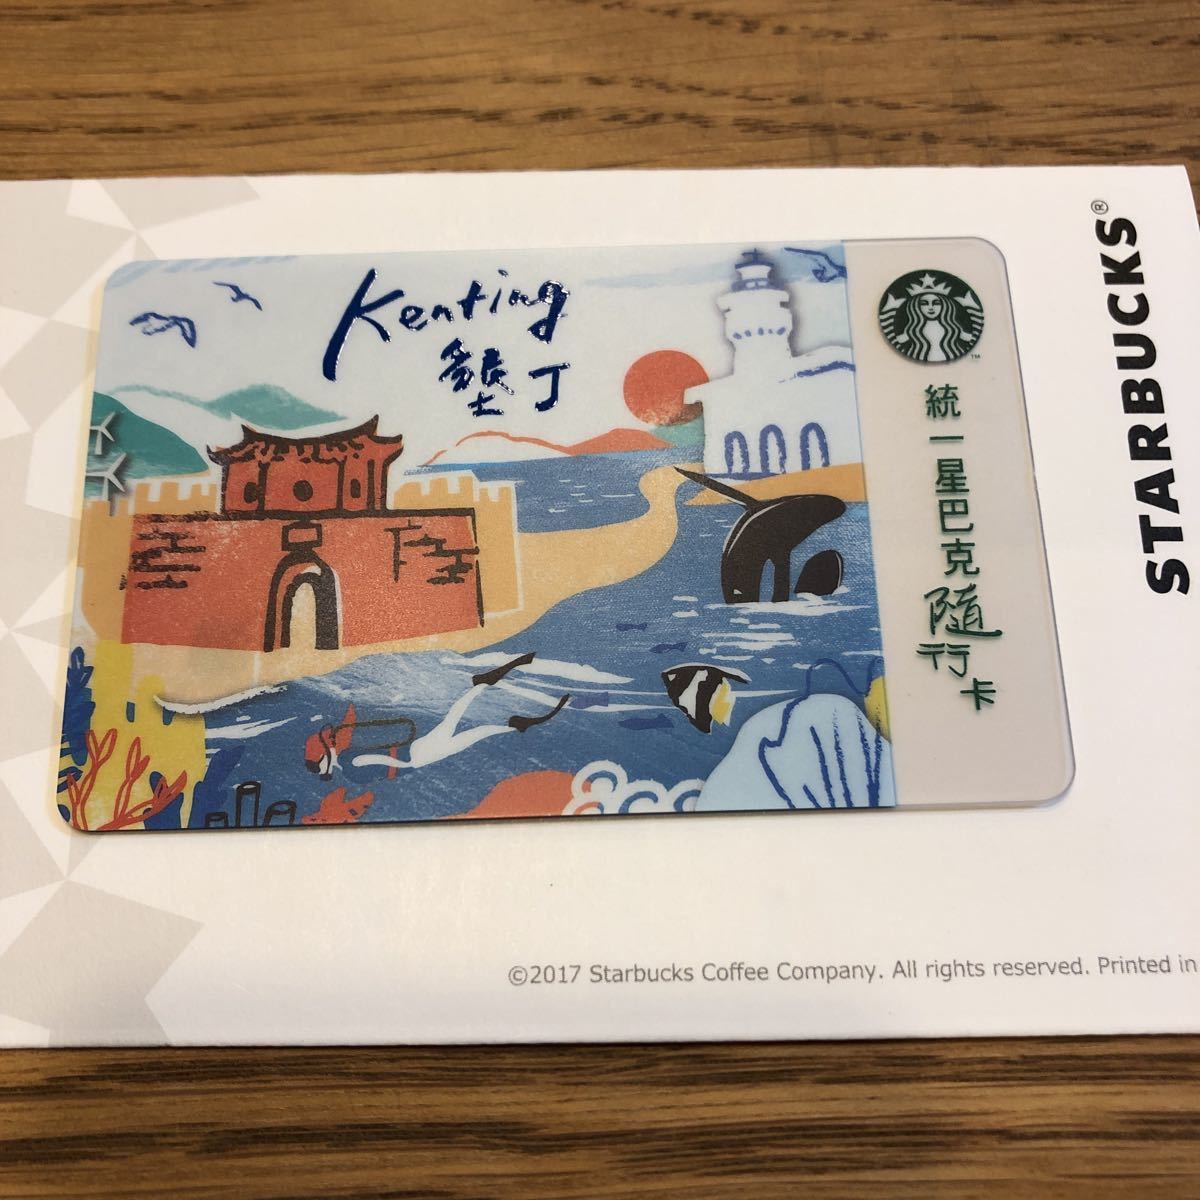 Kenting
墾丁
™
統一星巴克隨行卡
STARBUCKS®
©2017 Starbucks Coffee Company. All rights reserved. Printed in